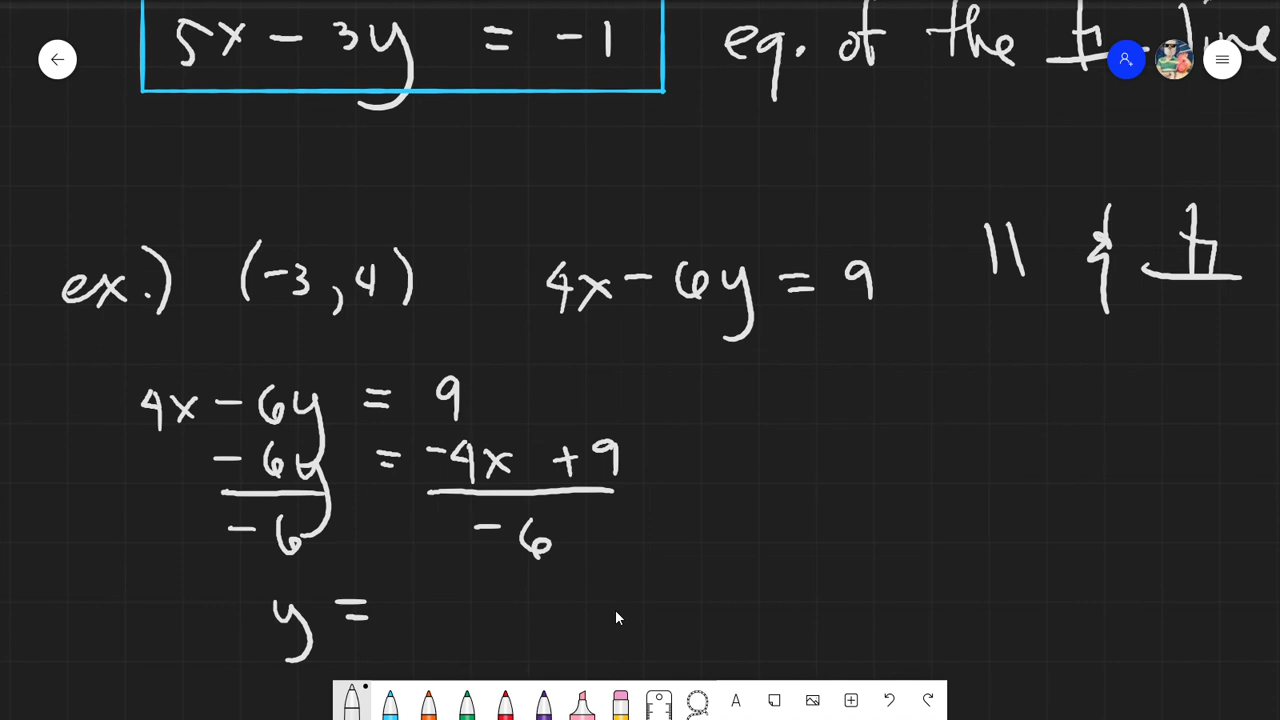 5x - 3y = -1 eq. of the ⊥ line
ex.) (-3, 4) 4x - 6y = 9 || & ⊥
4x - 6y = 9
-6y = -4x + 9
-6 -6
y =
A